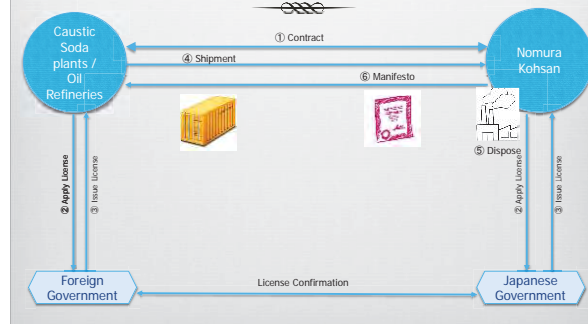 Caustic
Soda
plants /
Oil
Refineries
① Contract
④ Shipment
⑥ Manifesto
Nomura
Kohsan
⑤ Dispose
② Apply License
③ Issue License
② Apply License
③ Issue License
Foreign
Government
License Confirmation
Japanese
Government